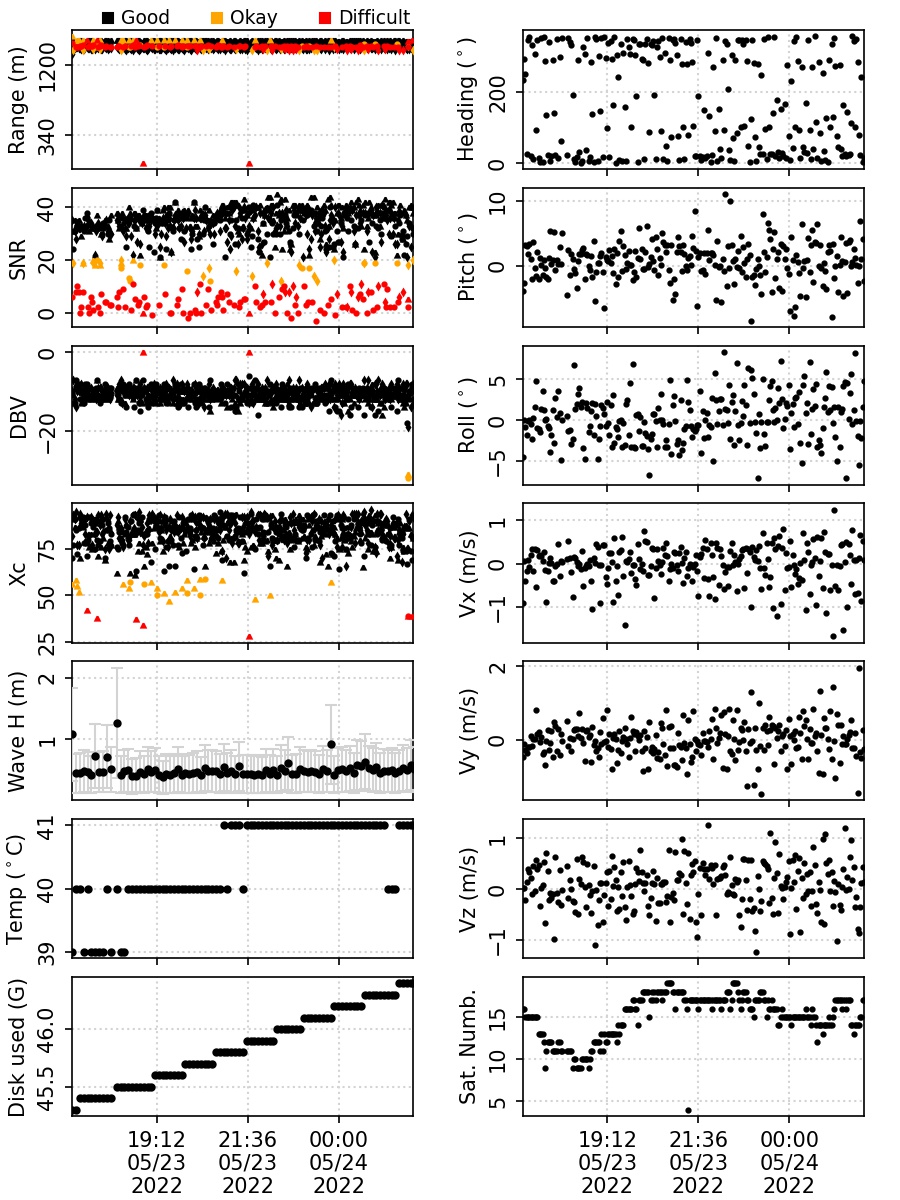 Good Okay Difficult
Range (m)
1200
340
Heading (°)
200
0
SNR
40
20
0
Pitch (°)
10
0
DBV
0
−20
Roll (°)
5
0
−5
Xc
75
50
25
Vx (m/s)
1
0
−1
Wave H (m)
2
1
Vy (m/s)
2
0
Temp (°C)
41
40
39
Vz (m/s)
1
0
−1
Disk used (G)
46.0
45.5
Sat. Numb.
15
10
5
19:12 21:36 00:00
05/23 05/23 05/24
2022 2022 2022
19:12 21:36 00:00
05/23 05/23 05/24
2022 2022 2022